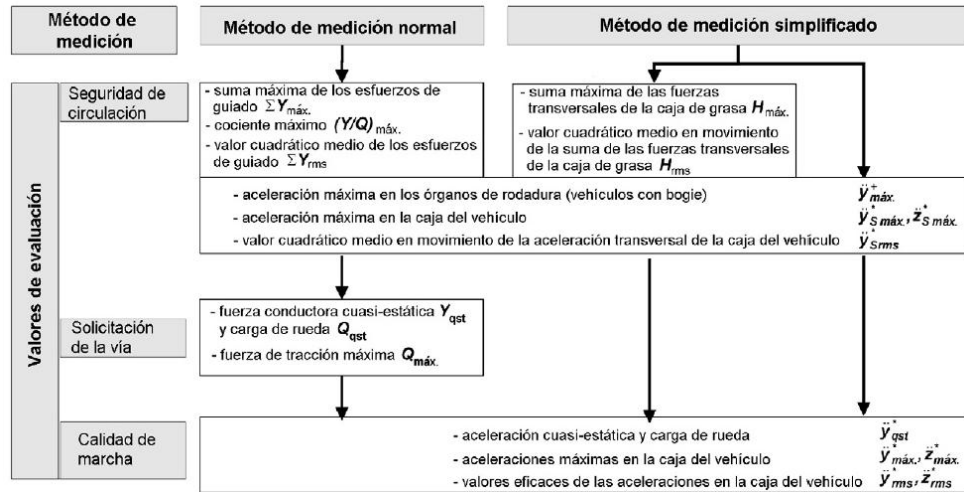 Método de
medición
Método de medición normal
Método de medición simplificado
Valores de evaluación
Seguridad de
circulación
- suma máxima de los esfuerzos de
guiado ΣYmáx.
- cociente máximo (Y/Q)máx.
- valor cuadrático medio de los esfuerzos
de guiado ΣYrms
- suma máxima de las fuerzas
transversales de la caja de grasa Hmáx.
- valor cuadrático medio en movimiento
de la suma de las fuerzas transversales
de la caja de grasa Hrms
- aceleración máxima en los órganos de rodadura (vehículos con bogie) ÿ⁺máx.
- aceleración máxima en la caja del vehículo ÿ*S máx., z̈*S máx.
- valor cuadrático medio en movimiento de la aceleración transversal de la caja del vehículo ÿ*Srms
Solicitación
de la vía
- fuerza conductora cuasi-estática Yqst
y carga de rueda Qqst
- fuerza de tracción máxima Qmáx.
Calidad de
marcha
- aceleración cuasi-estática y carga de rueda ÿ*qst
- aceleraciones máximas en la caja del vehículo ÿ*máx., z̈*máx.
- valores eficaces de las aceleraciones en la caja del vehículo ÿ*rms, z̈*rms